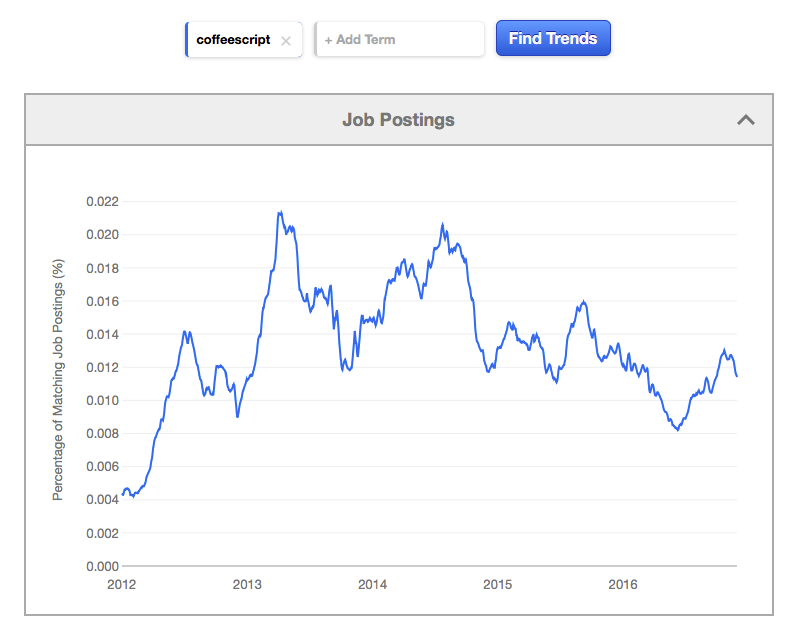 coffeescript ×
+ Add Term
Find Trends
Job Postings
Percentage of Matching Job Postings (%)
0.022
0.020
0.018
0.016
0.014
0.012
0.010
0.008
0.006
0.004
0.002
0.000
2012 2013 2014 2015 2016